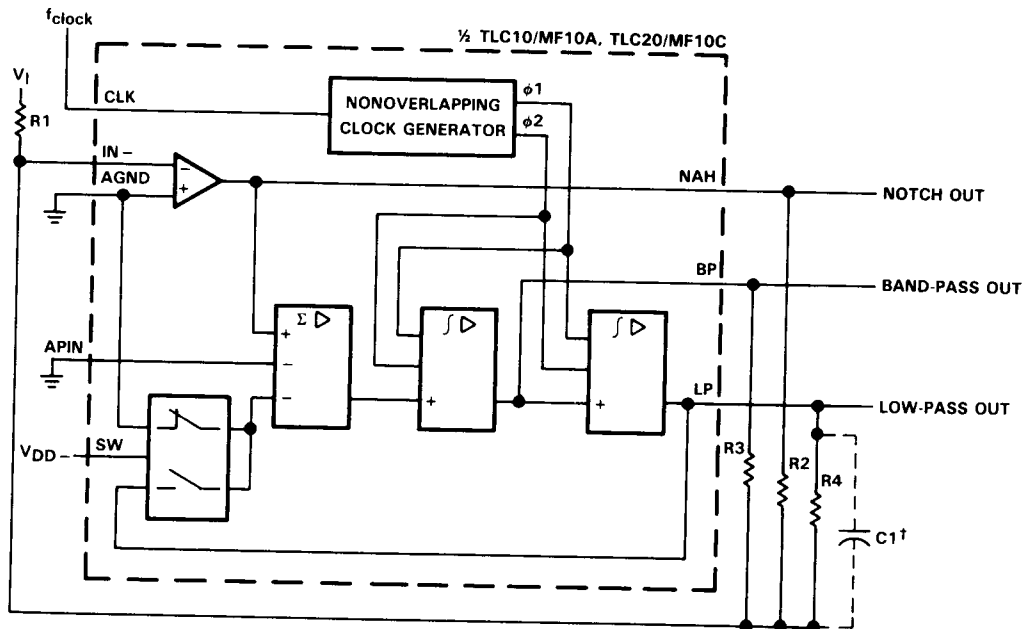 fclock
½ TLC10/MF10A, TLC20/MF10C
VI
CLK
NONOVERLAPPING
CLOCK GENERATOR
ϕ1
ϕ2
R1
IN −
AGND
−
+
NAH
NOTCH OUT
BP
BAND-PASS OUT
Σ ▷
∫ ▷
∫ ▷
+
APIN
−
−
+
+
LP
LOW-PASS OUT
VDD −
SW
R3
R2
R4
C1†